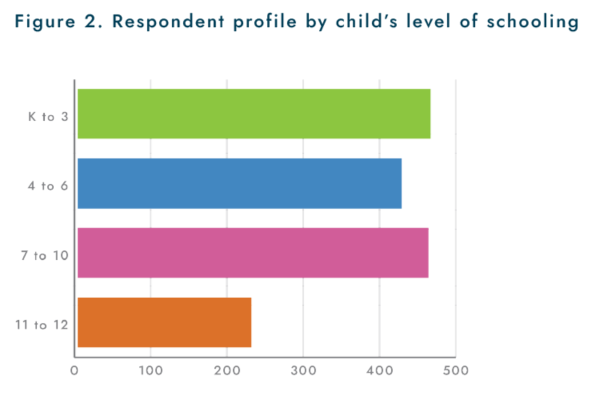 Figure 2. Respondent profile by child’s level of schooling
K to 3
4 to 6
7 to 10
11 to 12
0 100 200 300 400 500